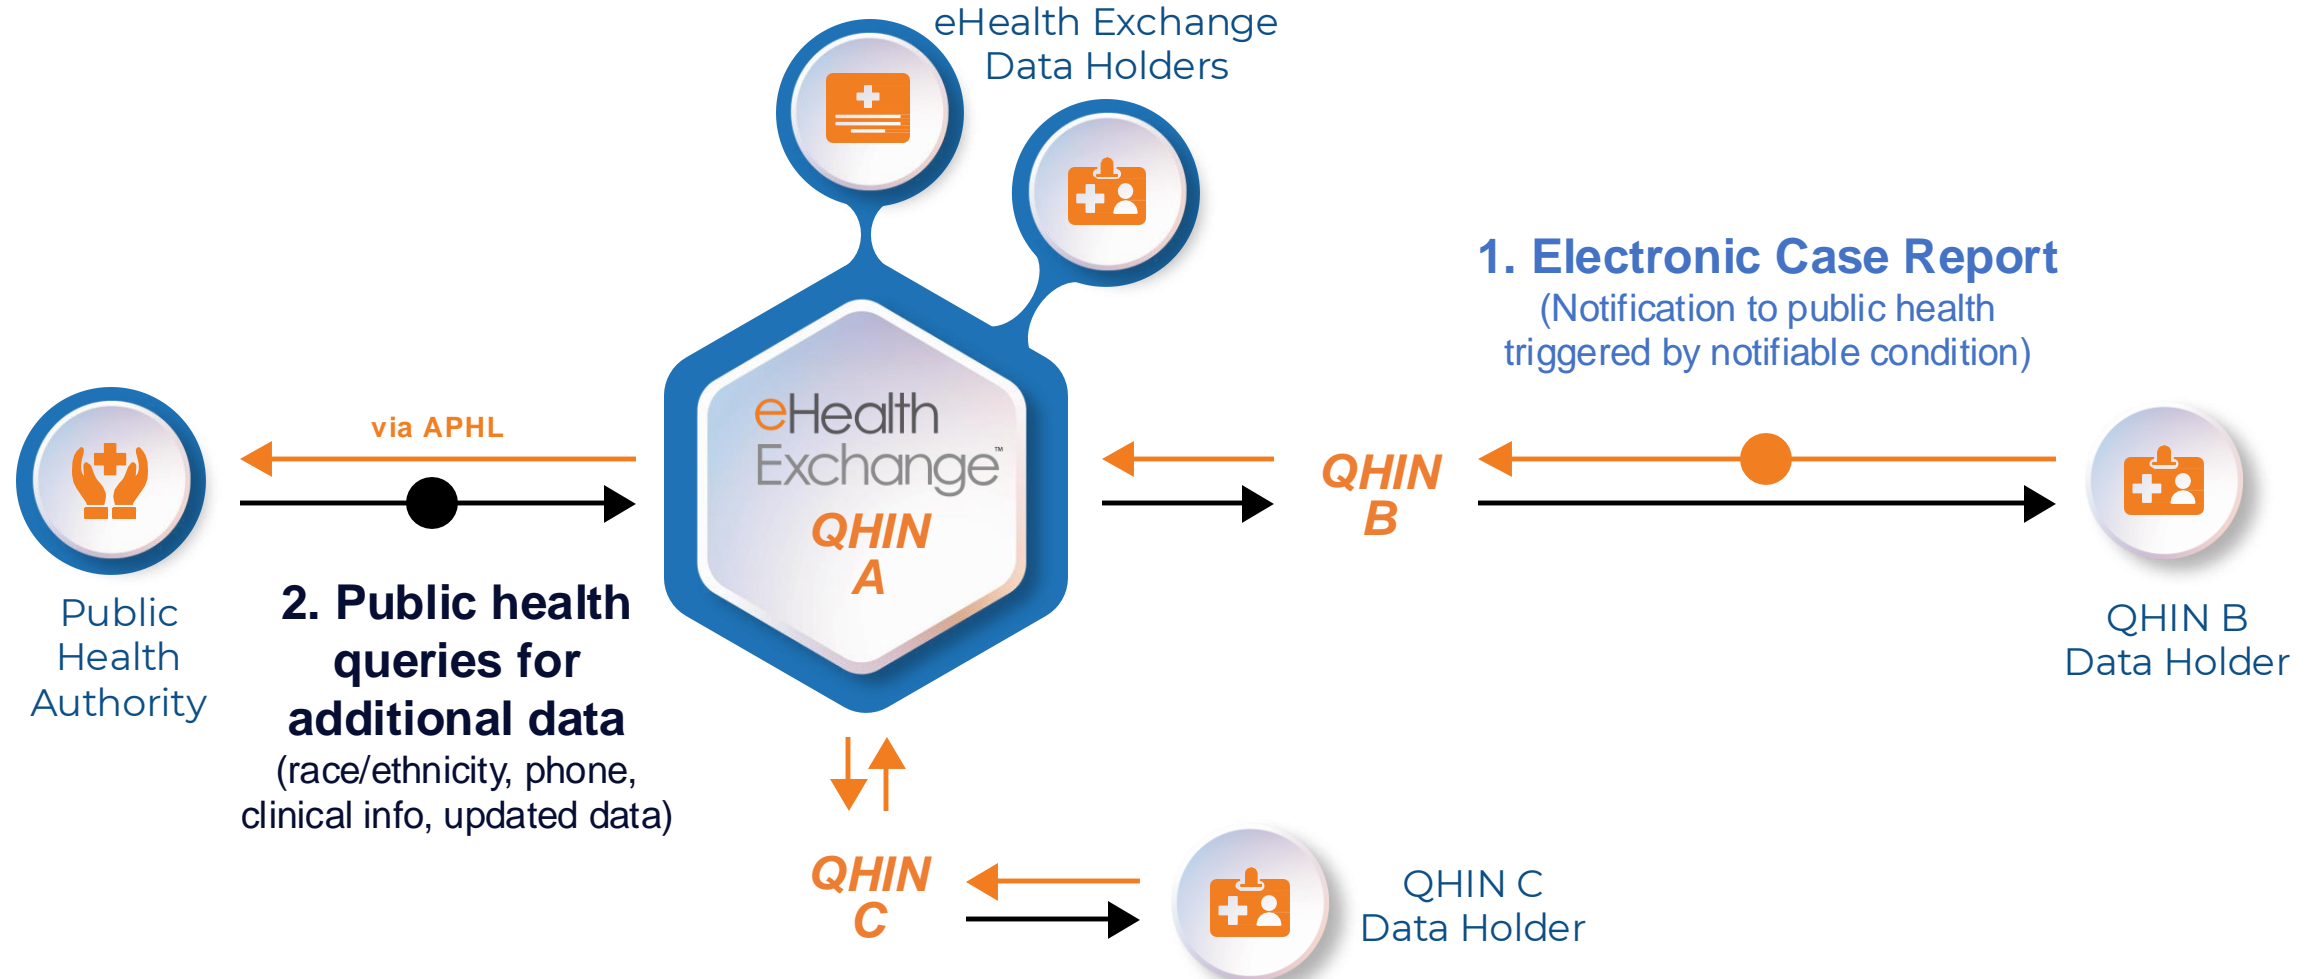 eHealth Exchange
Data Holders
1. Electronic Case Report
(Notification to public health
triggered by notifiable condition)
via APHL
eHealth
Exchange™
QHIN
A
QHIN
B
2. Public health
queries for
additional data
(race/ethnicity, phone,
clinical info, updated data)
Public
Health
Authority
QHIN B
Data Holder
QHIN
C
QHIN C
Data Holder